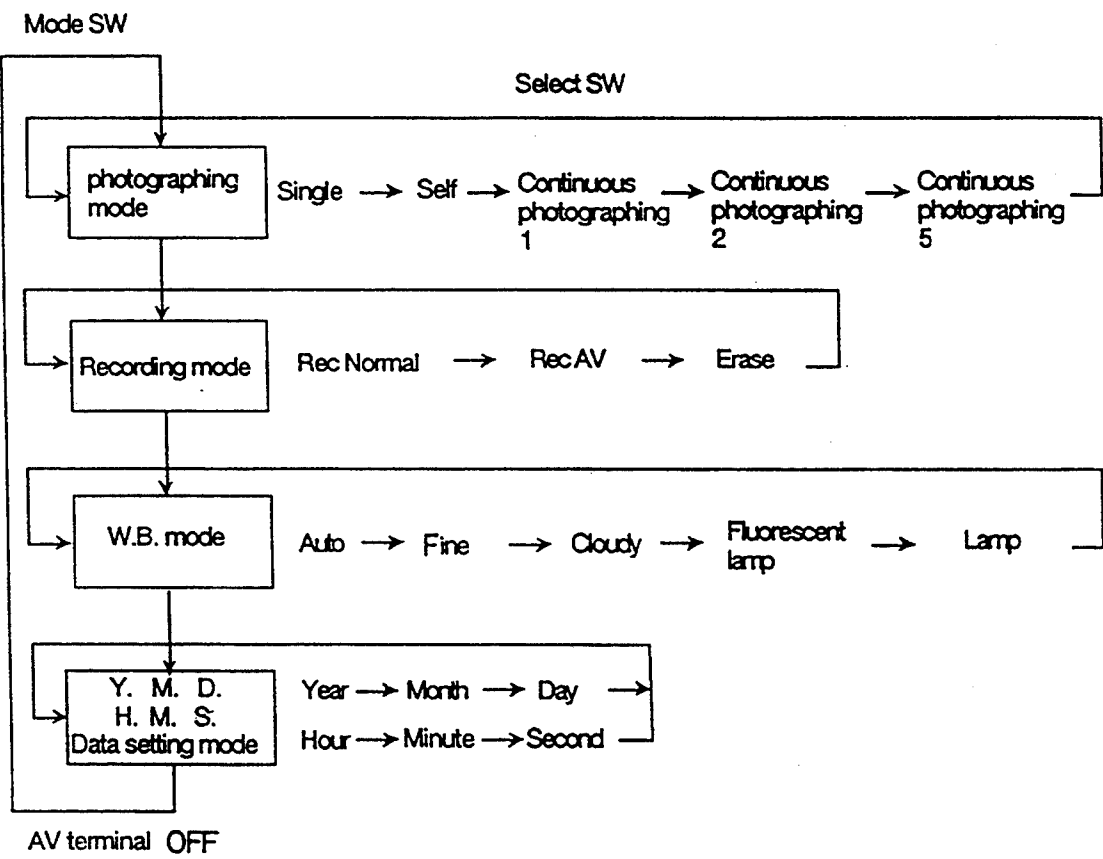 Mode SW
Select SW
photographing
mode
Single
Self
Continuous
photographing
1
Continuous
photographing
2
Continuous
photographing
5
Recording mode
Rec Normal
Rec AV
Erase
W.B. mode
Auto
Fine
Cloudy
Fluorescent
lamp
Lamp
Y. M. D.
H. M. S.
Data setting mode
Year
Month
Day
Hour
Minute
Second
AV terminal OFF